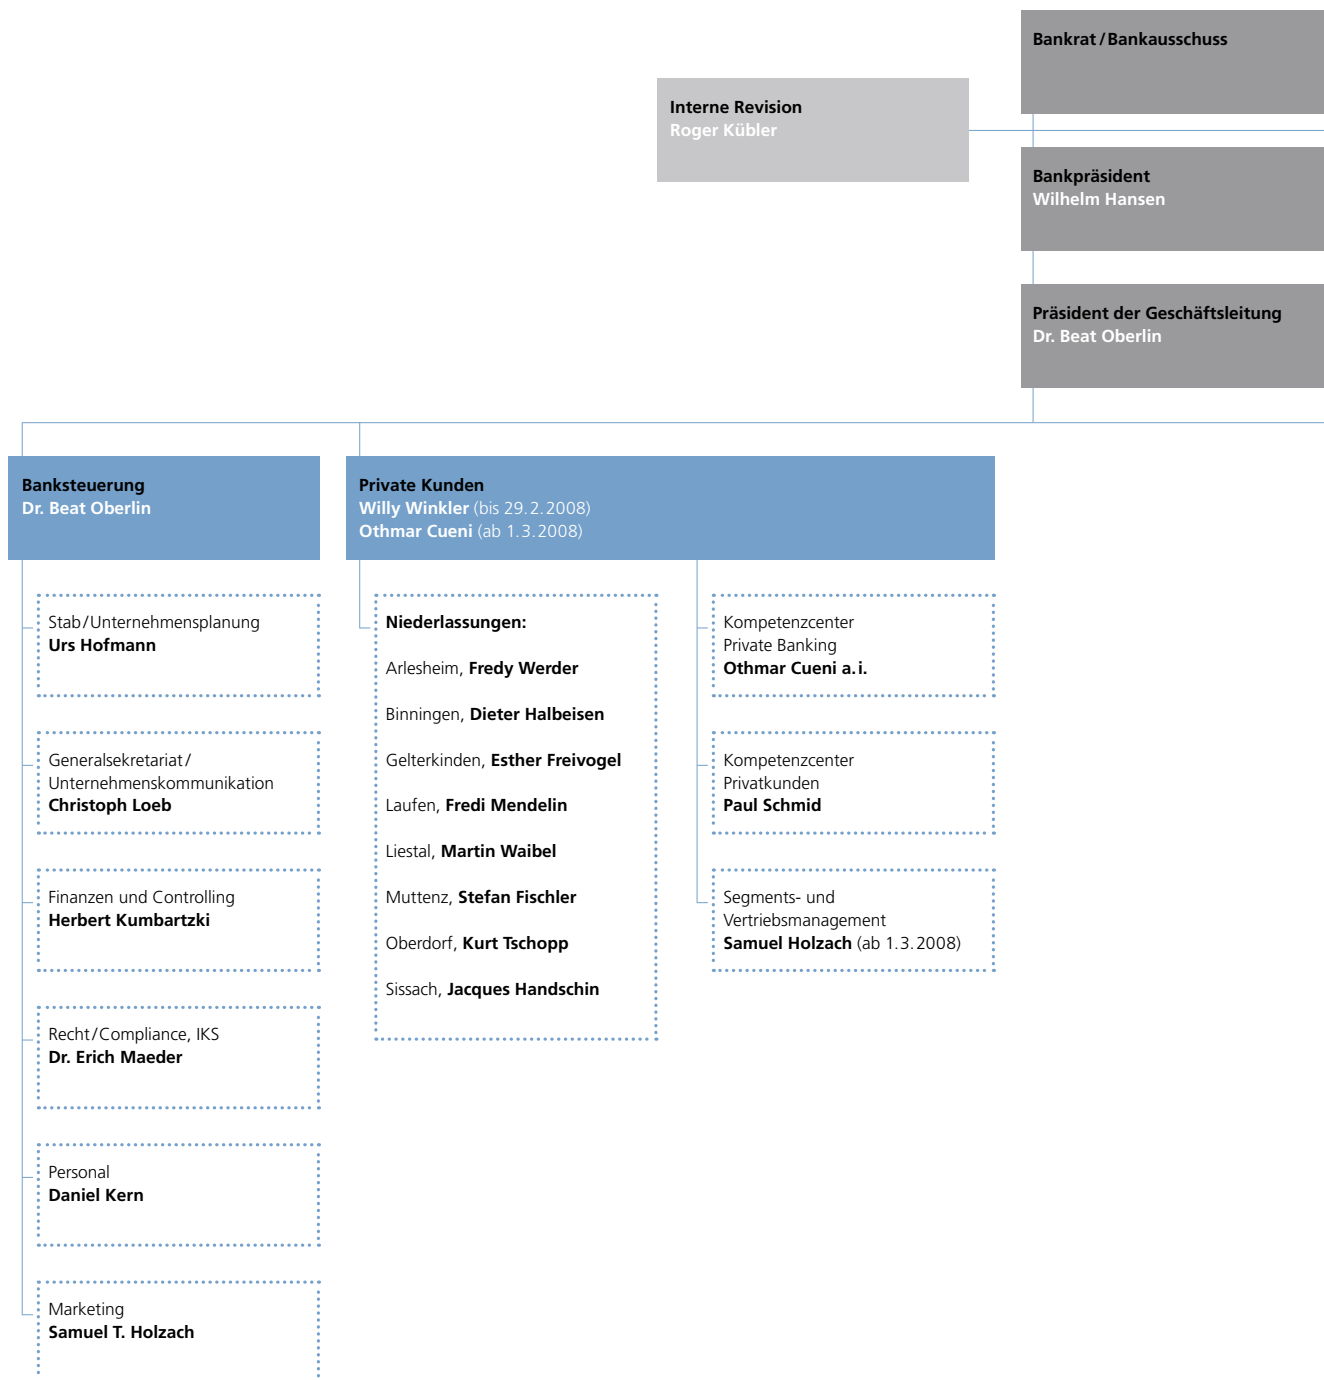 Bankrat / Bankausschuss
Interne Revision
Roger Kübler
Bankpräsident
Wilhelm Hansen
Präsident der Geschäftsleitung
Dr. Beat Oberlin
Banksteuerung
Dr. Beat Oberlin
Private Kunden
Willy Winkler (bis 29.2.2008)
Othmar Cueni (ab 1.3.2008)
Stab/Unternehmensplanung
Urs Hofmann
Generalsekretariat/
Unternehmenskommunikation
Christoph Loeb
Finanzen und Controlling
Herbert Kumbartzki
Recht/Compliance, IKS
Dr. Erich Maeder
Personal
Daniel Kern
Marketing
Samuel T. Holzach
Niederlassungen:
Arlesheim, Fredy Werder
Binningen, Dieter Halbeisen
Gelterkinden, Esther Freivogel
Laufen, Fredi Mendelin
Liestal, Martin Waibel
Muttenz, Stefan Fischler
Oberdorf, Kurt Tschopp
Sissach, Jacques Handschin
Kompetenzcenter
Private Banking
Othmar Cueni a.i.
Kompetenzcenter
Privatkunden
Paul Schmid
Segments- und
Vertriebsmanagement
Samuel Holzach (ab 1.3.2008)